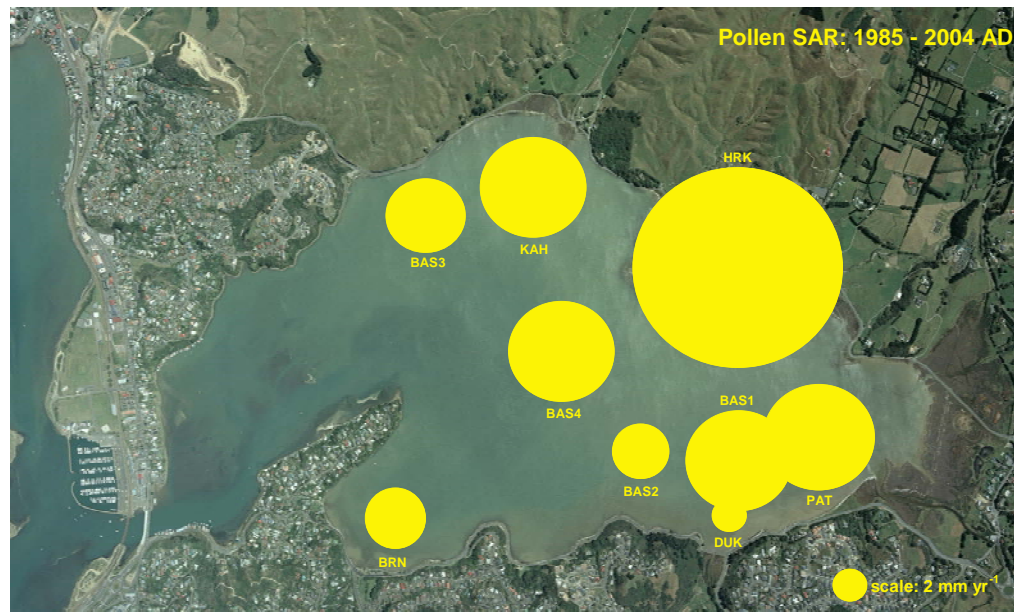 Pollen SAR: 1985 - 2004 AD
HRK
KAH
BAS3
BAS1
BAS4
BAS2
PAT
DUK
BRN
scale: 2 mm yr⁻¹